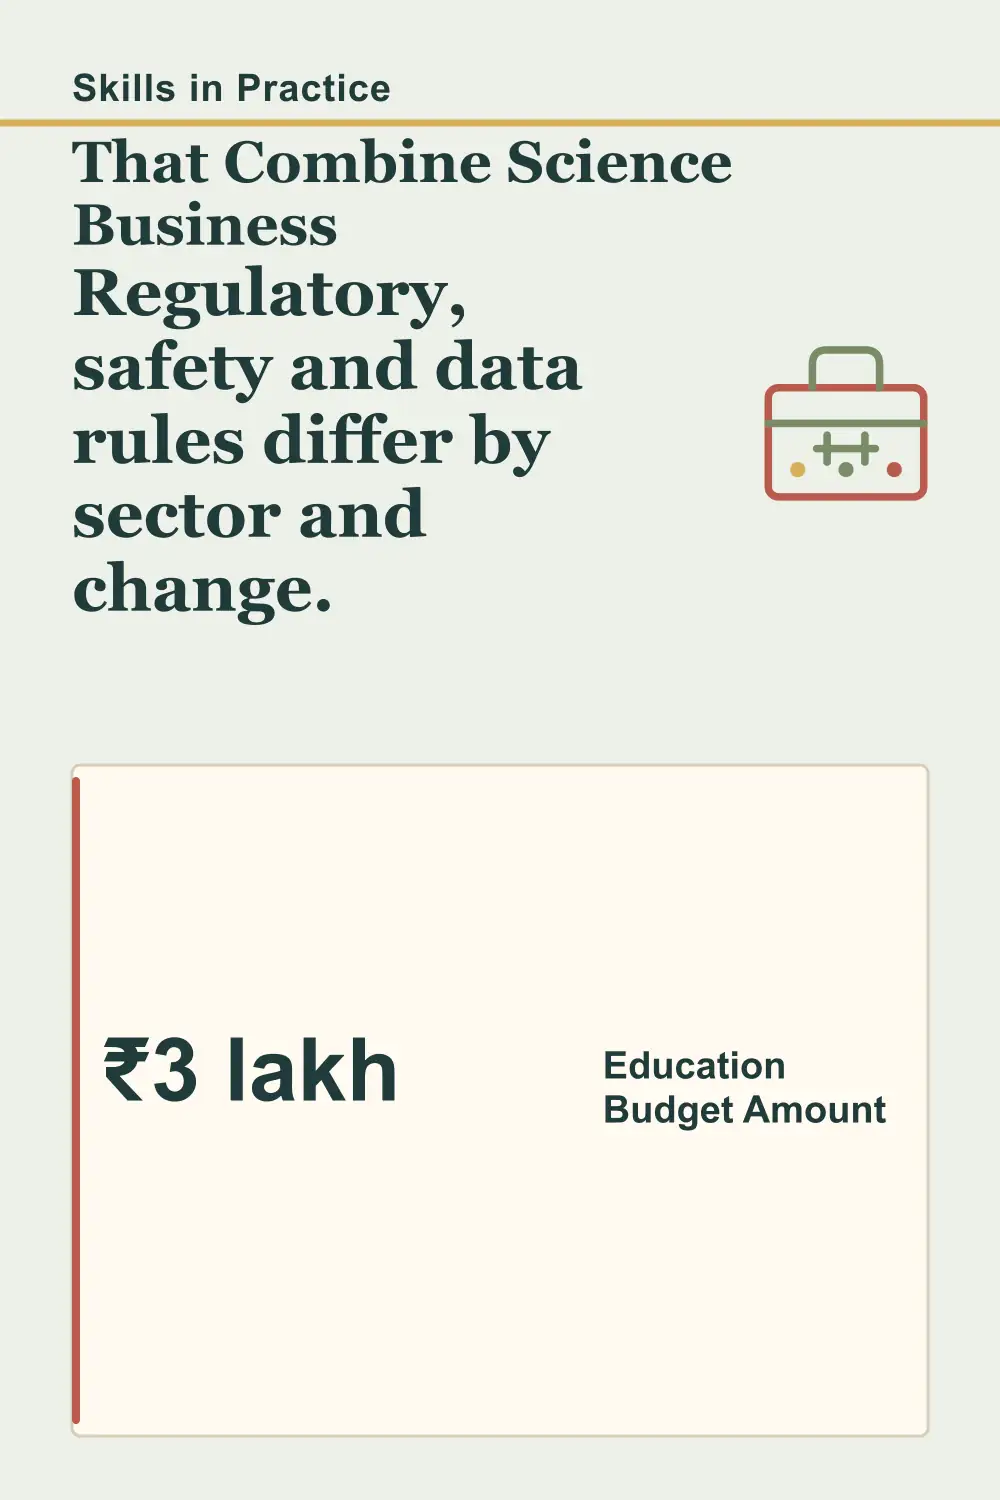 Skills in Practice
That Combine Science
Business
Regulatory,
safety and data
rules differ by
sector and
change.
₹3 lakh
Education
Budget Amount